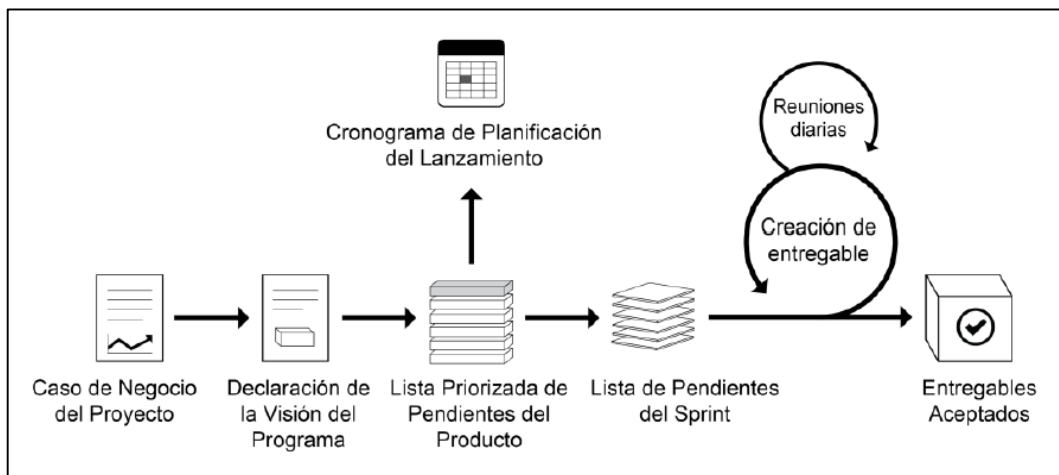 Cronograma de Planificación
del Lanzamiento
Reuniones
diarias
Creación de
entregable
Caso de Negocio
del Proyecto
Declaración de
la Visión del
Programa
Lista Priorizada de
Pendientes del
Producto
Lista de Pendientes
del Sprint
Entregables
Aceptados